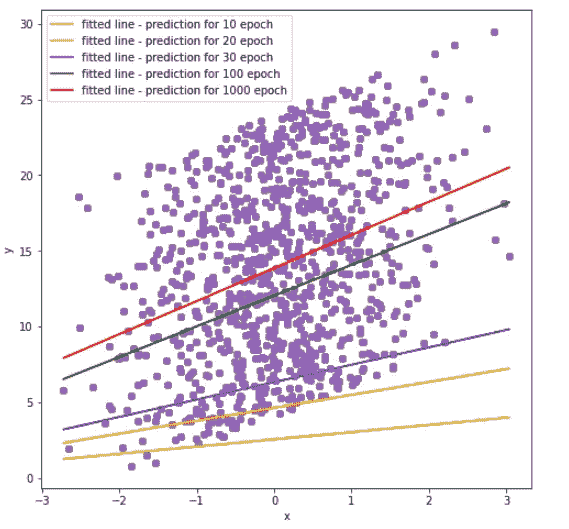 30
25
20
15
10
5
0
y
fitted line - prediction for 10 epoch
fitted line - prediction for 20 epoch
fitted line - prediction for 30 epoch
fitted line - prediction for 100 epoch
fitted line - prediction for 1000 epoch
−3 −2 −1 0 1 2 3
x